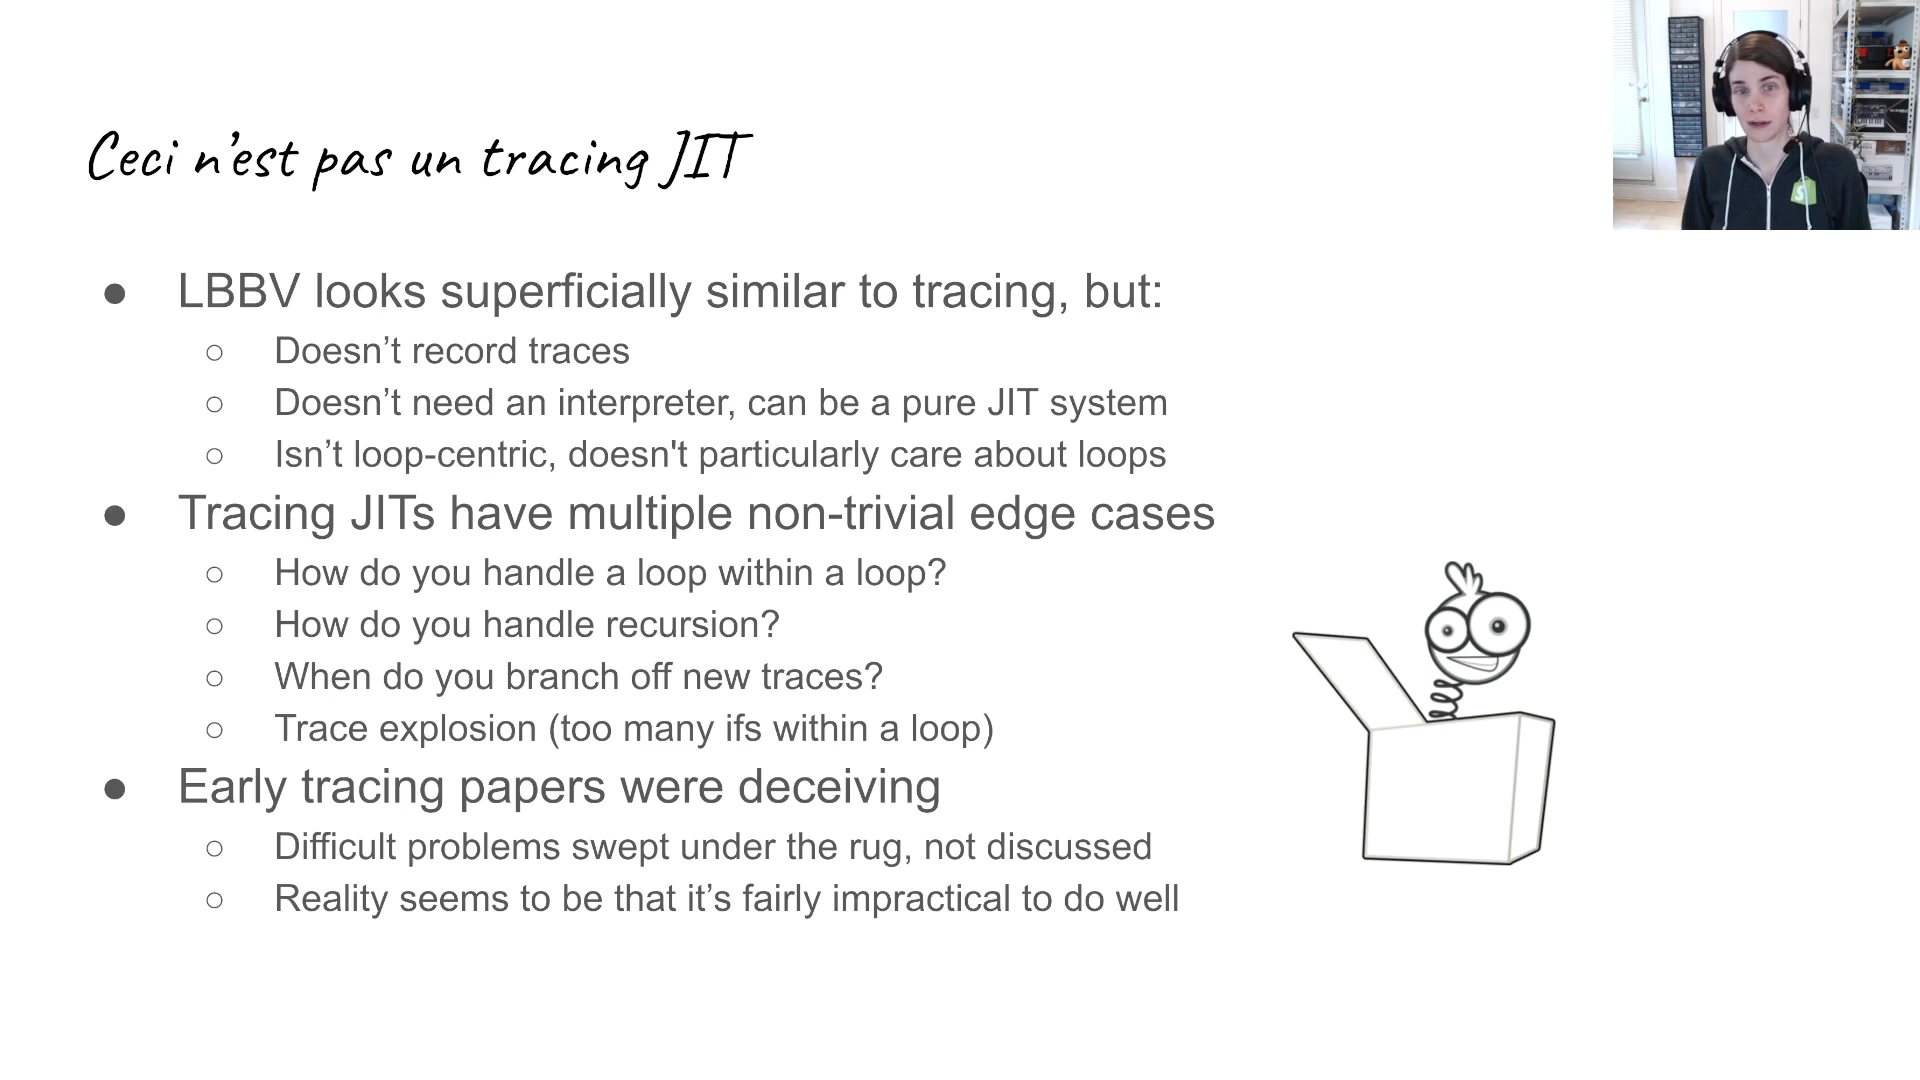 Ceci n’est pas un tracing JIT
● LBBV looks superficially similar to tracing, but:
○ Doesn’t record traces
○ Doesn’t need an interpreter, can be a pure JIT system
○ Isn’t loop-centric, doesn't particularly care about loops
● Tracing JITs have multiple non-trivial edge cases
○ How do you handle a loop within a loop?
○ How do you handle recursion?
○ When do you branch off new traces?
○ Trace explosion (too many ifs within a loop)
● Early tracing papers were deceiving
○ Difficult problems swept under the rug, not discussed
○ Reality seems to be that it’s fairly impractical to do well